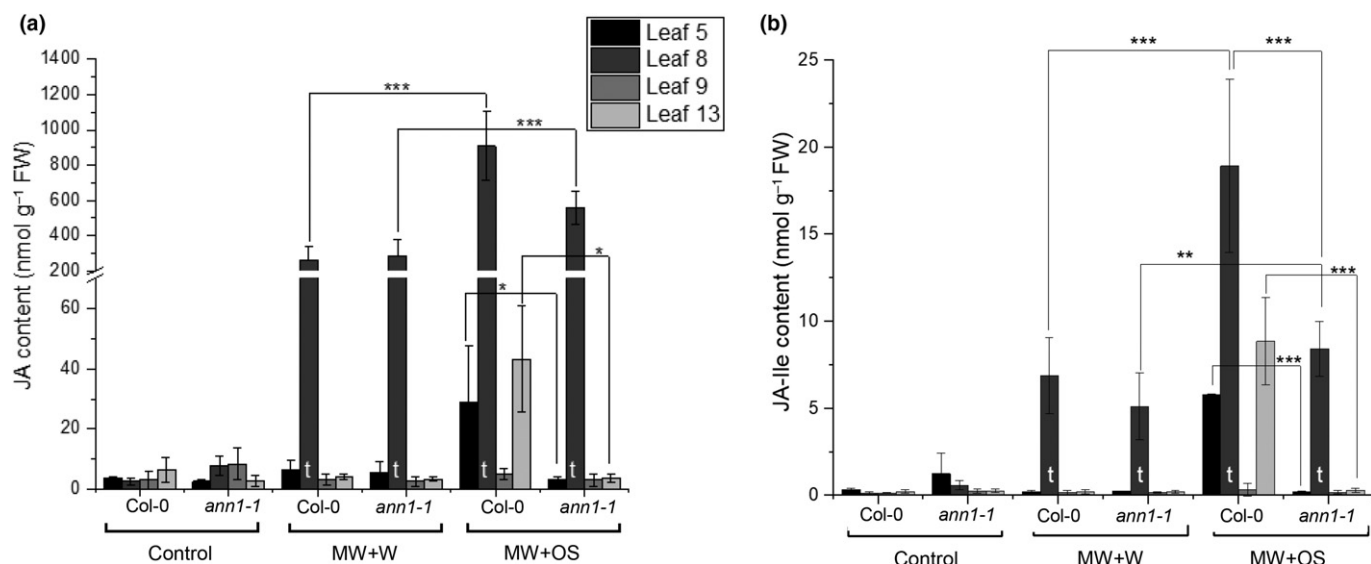 (a)
Leaf 5
Leaf 8
Leaf 9
Leaf 13
JA content (nmol g⁻¹ FW)
1400
1200
1000
800
600
400
200
60
40
20
0
***
***
*
*
t
t
t
t
Col-0
ann1-1
Col-0
ann1-1
Col-0
ann1-1
Control
MW+W
MW+OS
(b)
JA-Ile content (nmol g⁻¹ FW)
25
20
15
10
5
0
***
***
**
***
***
t
t
t
t
Col-0
ann1-1
Col-0
ann1-1
Col-0
ann1-1
Control
MW+W
MW+OS